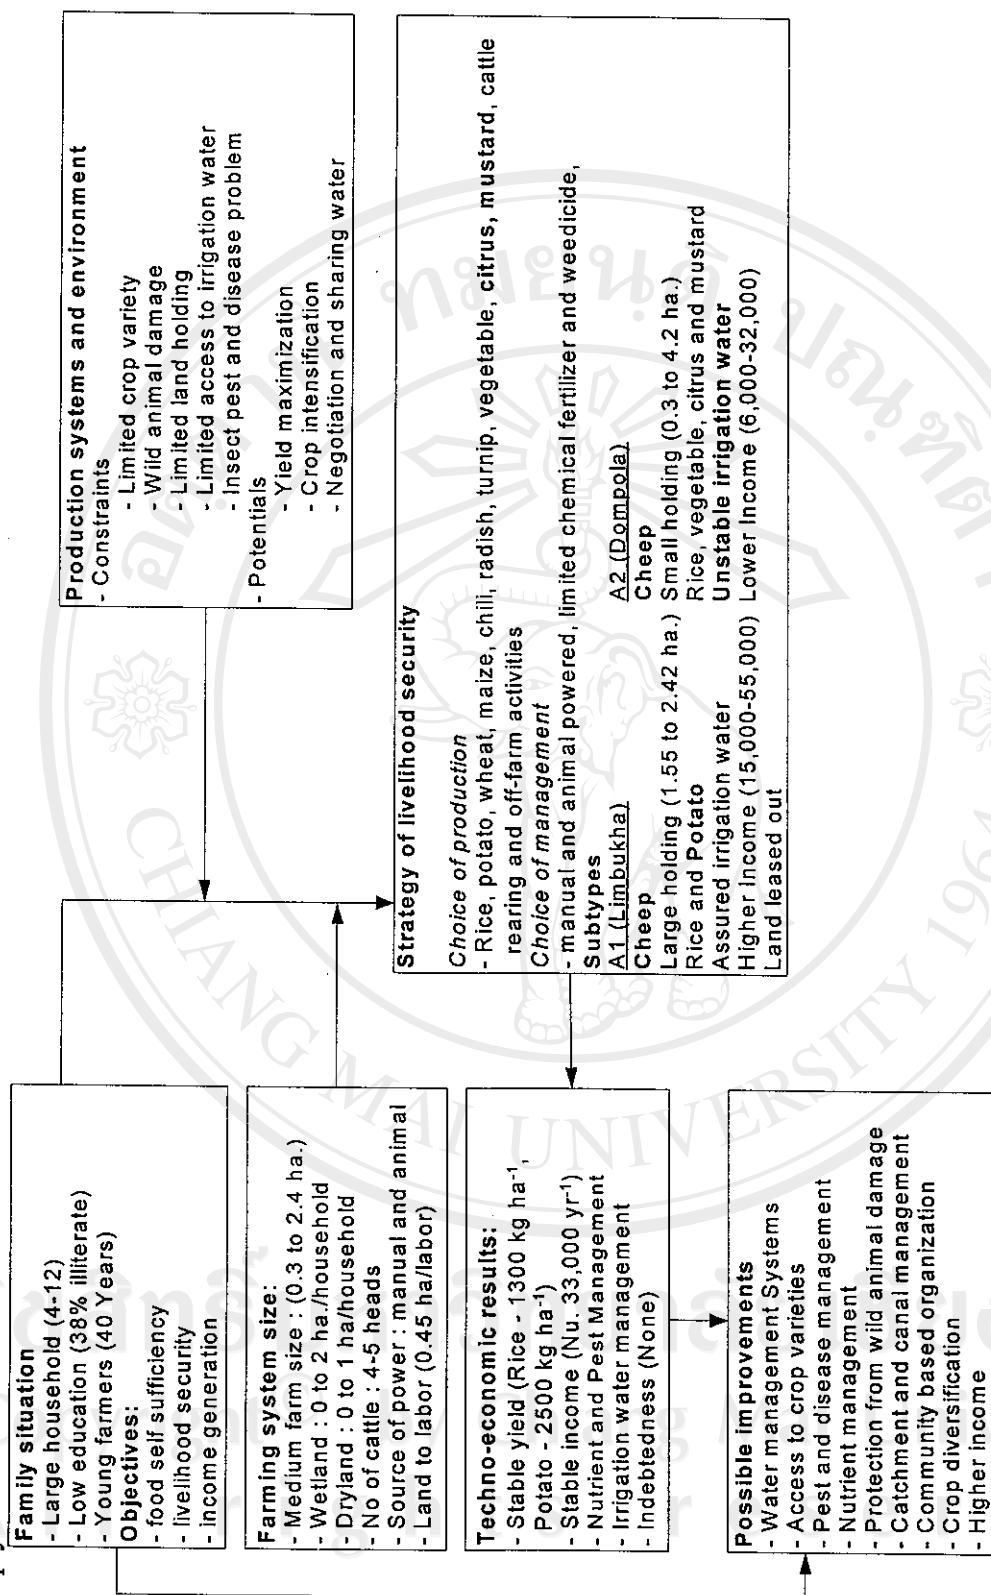 Family situation
- Large household (4-12)
- Low education (38% illiterate)
- Young farmers (40 Years)
Objectives:
- food self sufficiency
- livelihood security
- income generation
Production systems and environment
- Constraints
- Limited crop variety
- Wild animal damage
- Limited land holding
- Limited access to Irrigation water
- Insect pest and disease problem
- Potentials
- Yield maximization
- Crop intensification
- Negotiation and sharing water
Farming system size:
- Medium farm size : (0.3 to 2.4 ha.)
- Wetland : 0 to 2 ha./household
- Dryland : 0 to 1 ha/household
- No of cattle : 4-5 heads
- Source of power : manual and animal
- Land to labor (0.45 ha/labor)
Strategy of livelihood security
Choice of production
- Rice, potato, wheat, maize, chili, radish, turnip, vegetable, citrus, mustard, cattle
rearing and off-farm activities
Choice of management
- manual and animal powered, limited chemical fertilizer and weedicide,
Subtypes
A1 (Limbukha) A2 (Dompola)
Cheep Cheep
Large holding (1.55 to 2.42 ha.) Small holding (0.3 to 4.2 ha.)
Rice and Potato Rice, vegetable, citrus and mustard
Assured irrigation water Unstable irrigation water
Higher Income (15,000-55,000) Lower Income (6,000-32,000)
Land leased out
Techno-economic results:
- Stable yield (Rice - 1300 kg ha⁻¹,
Potato - 2500 kg ha⁻¹)
- Stable income (Nu. 33,000 yr⁻¹)
- Nutrient and Pest Management
- Irrigation water management
- Indebtedness (None)
Possible improvements
- Water management Systems
- Access to crop varieties
- Pest and disease management
- Nutrient management
- Protection from wild animal damage
- Catchment and canal management
- Community based organization
- Crop diversification
- Higher income
CHIANG MAI UNIVERSITY 1964